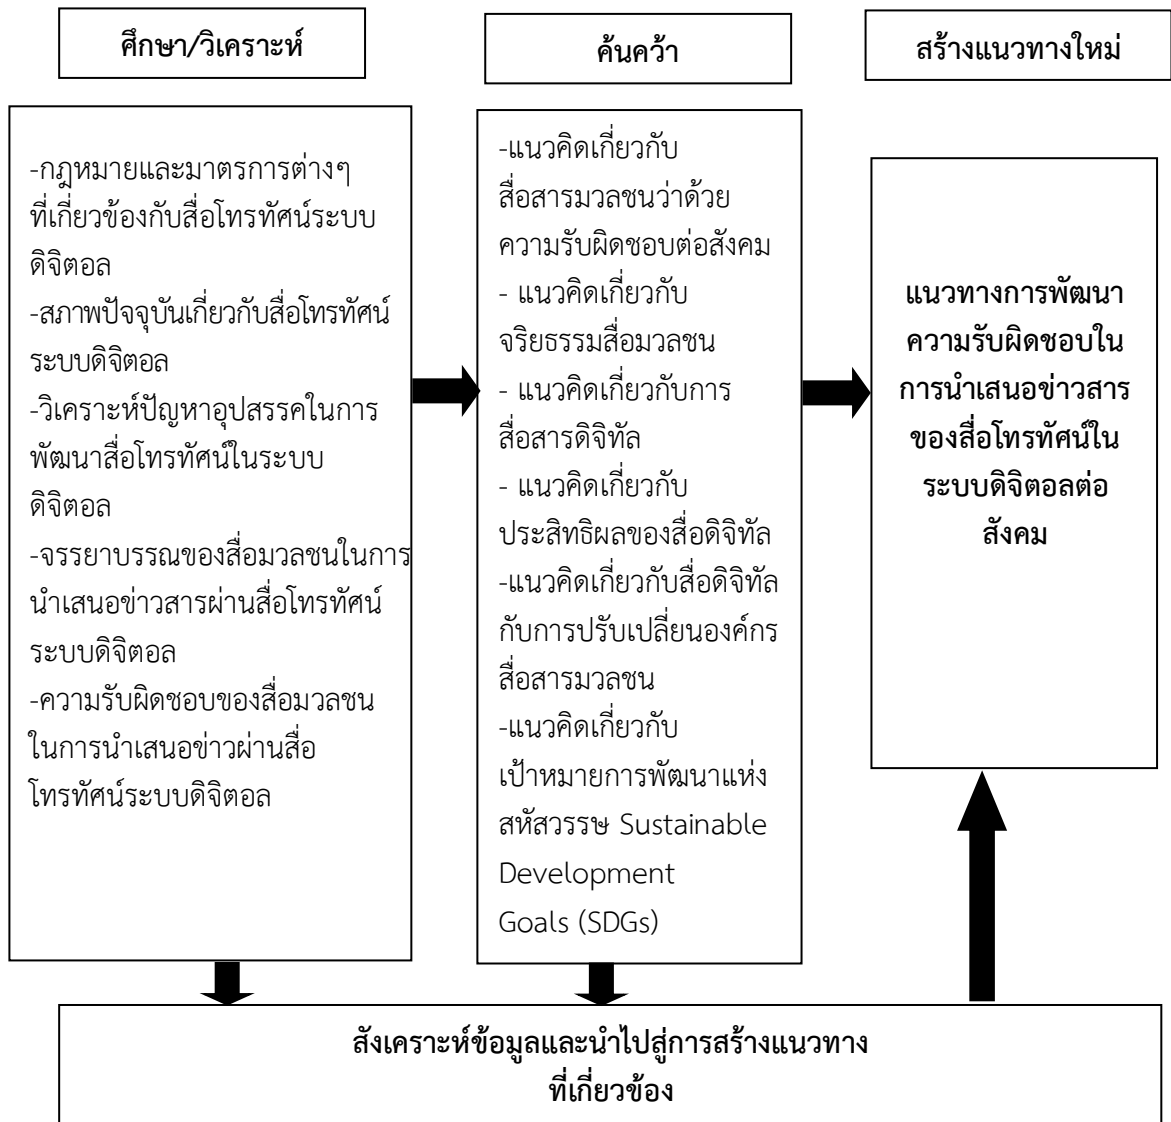 ศึกษา/วิเคราะห์
ค้นคว้า
สร้างแนวทางใหม่
-กฎหมายและมาตรการต่างๆ
ที่เกี่ยวข้องกับสื่อโทรทัศน์ระบบ
ดิจิตอล
-สภาพปัจจุบันเกี่ยวกับสื่อโทรทัศน์
ระบบดิจิตอล
-วิเคราะห์ปัญหาอุปสรรคในการ
พัฒนาสื่อโทรทัศน์ในระบบ
ดิจิตอล
-จรรยาบรรณของสื่อมวลชนในการ
นำเสนอข่าวสารผ่านสื่อโทรทัศน์
ระบบดิจิตอล
-ความรับผิดชอบของสื่อมวลชน
ในการนำเสนอข่าวผ่านสื่อ
โทรทัศน์ระบบดิจิตอล
-แนวคิดเกี่ยวกับ
สื่อสารมวลชนว่าด้วย
ความรับผิดชอบต่อสังคม
- แนวคิดเกี่ยวกับ
จริยธรรมสื่อมวลชน
- แนวคิดเกี่ยวกับการ
สื่อสารดิจิทัล
- แนวคิดเกี่ยวกับ
ประสิทธิผลของสื่อดิจิทัล
-แนวคิดเกี่ยวกับสื่อดิจิทัล
กับการปรับเปลี่ยนองค์กร
สื่อสารมวลชน
-แนวคิดเกี่ยวกับ
เป้าหมายการพัฒนาแห่ง
สหัสวรรษ Sustainable
Development
Goals (SDGs)
แนวทางการพัฒนา
ความรับผิดชอบใน
การนำเสนอข่าวสาร
ของสื่อโทรทัศน์ใน
ระบบดิจิตอลต่อ
สังคม
สังเคราะห์ข้อมูลและนำไปสู่การสร้างแนวทาง
ที่เกี่ยวข้อง